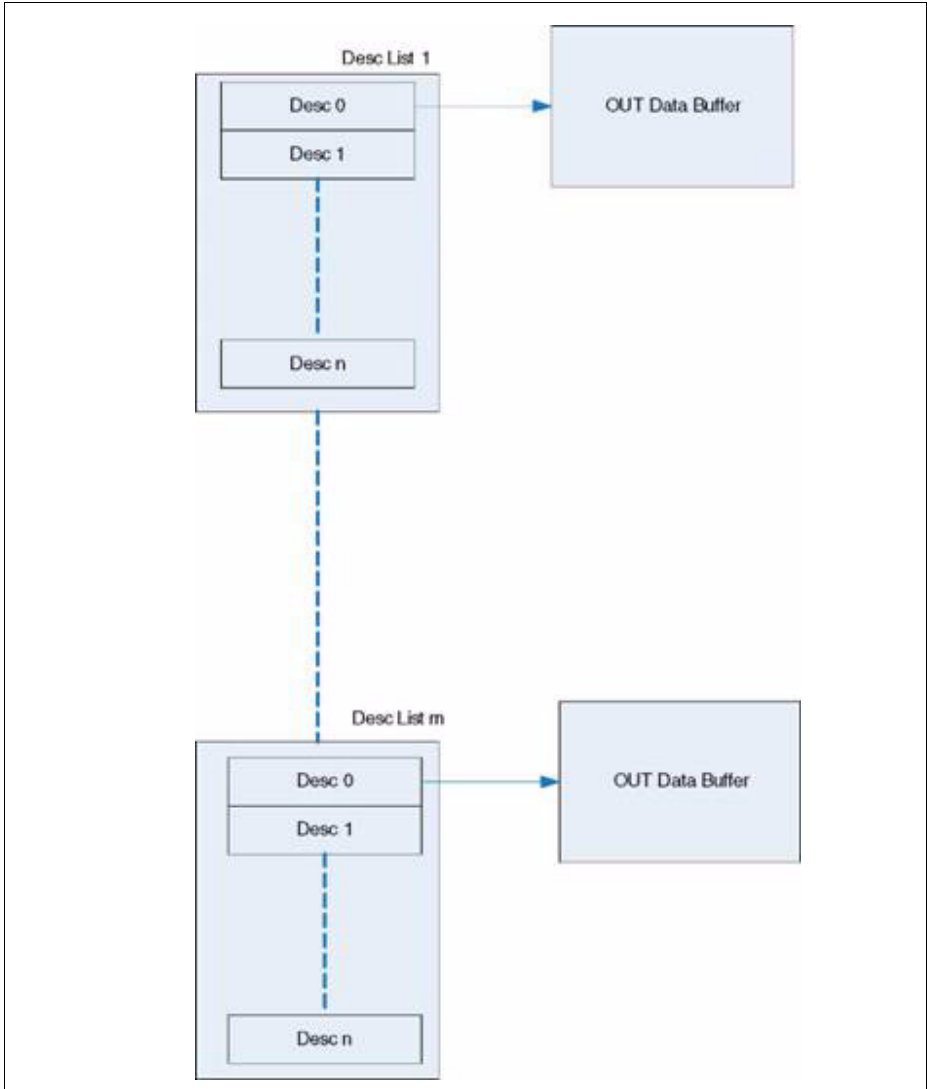 Desc List 1
Desc 0
OUT Data Buffer
Desc 1
Desc n
Desc List m
Desc 0
OUT Data Buffer
Desc 1
Desc n